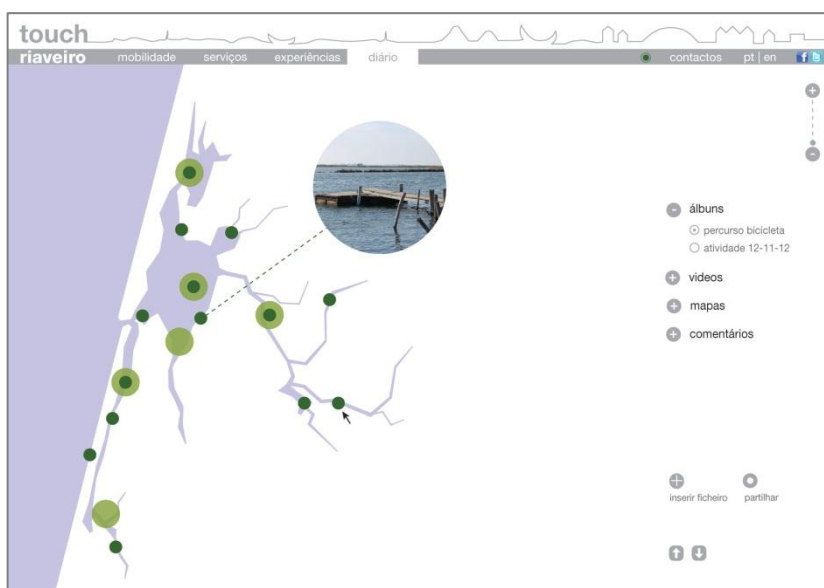 touch
riaveiro mobilidade serviços experiências diário contactos pt | en
álbuns
percurso bicicleta
atividade 12-11-12
videos
mapas
comentários
inserir ficheiro partilhar